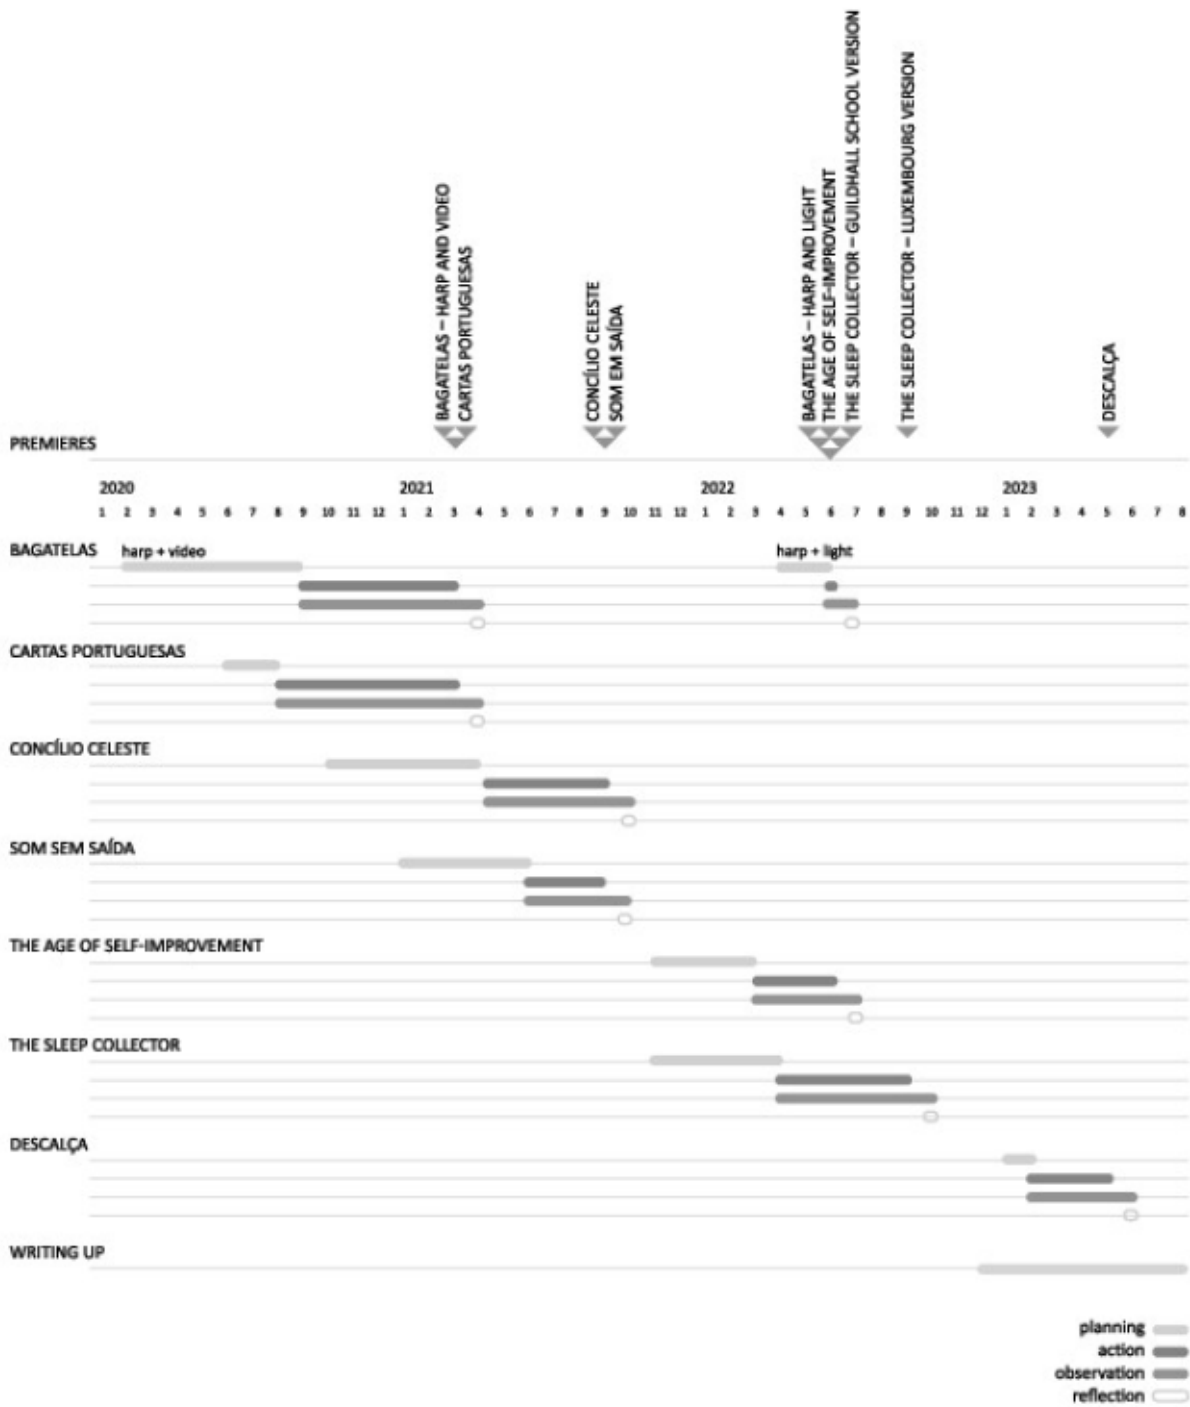 BAGATELAS – HARP AND VIDEO
CARTAS PORTUGUESAS
CONCÍLIO CELESTE
SOM EM SAÍDA
BAGATELAS – HARP AND LIGHT
THE AGE OF SELF-IMPROVEMENT
THE SLEEP COLLECTOR – GUILDHALL SCHOOL VERSION
THE SLEEP COLLECTOR – LUXEMBOURG VERSION
DESCALÇA
PREMIERES
2020 2021 2022 2023
1 2 3 4 5 6 7 8 9 10 11 12 1 2 3 4 5 6 7 8 9 10 11 12 1 2 3 4 5 6 7 8 9 10 11 12 1 2 3 4 5 6 7 8
BAGATELAS harp + video harp + light
CARTAS PORTUGUESAS
CONCÍLIO CELESTE
SOM SEM SAÍDA
THE AGE OF SELF-IMPROVEMENT
THE SLEEP COLLECTOR
DESCALÇA
WRITING UP
planning
action
observation
reflection